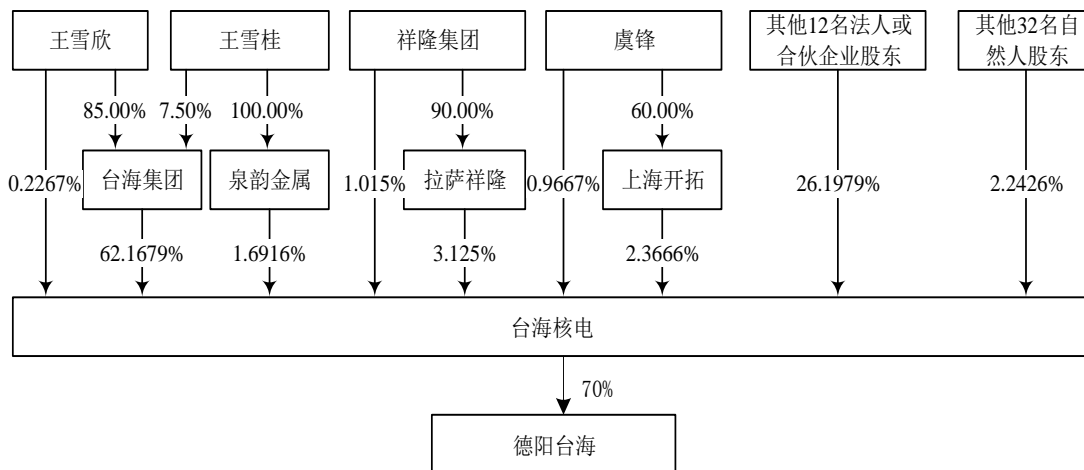 王雪欣
王雪桂
祥隆集团
虞锋
其他12名法人或
合伙企业股东
其他32名自
然人股东
85.00%
7.50%
100.00%
90.00%
60.00%
0.2267%
台海集团
泉韵金属
1.015%
拉萨祥隆
0.9667%
上海开拓
26.1979%
2.2426%
62.1679%
1.6916%
3.125%
2.3666%
台海核电
70%
德阳台海